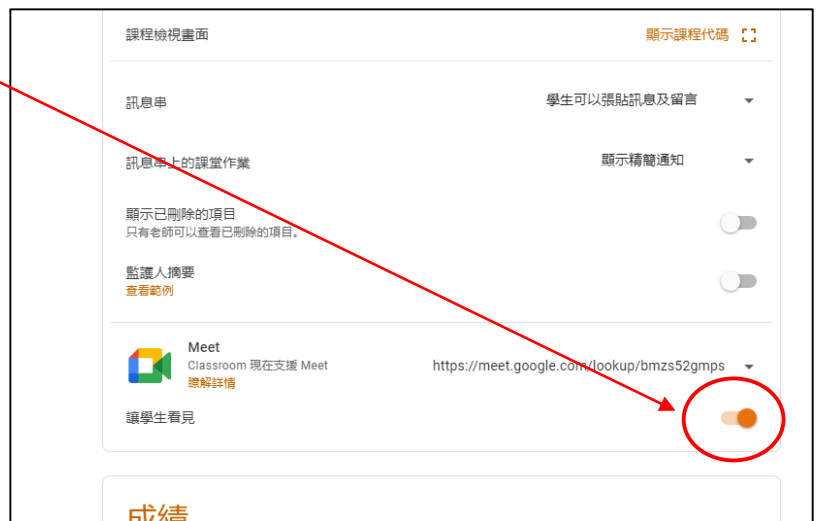 課程檢視畫面
顯示課程代碼
訊息串
學生可以張貼訊息及留言
訊息串上的課堂作業
顯示精簡通知
顯示已刪除的項目
只有老師可以查看已刪除的項目。
監護人摘要
查看範例
Meet
Classroom 現在支援 Meet
https://meet.google.com/lookup/bmzs52gmps
瞭解詳情
讓學生看見
成績